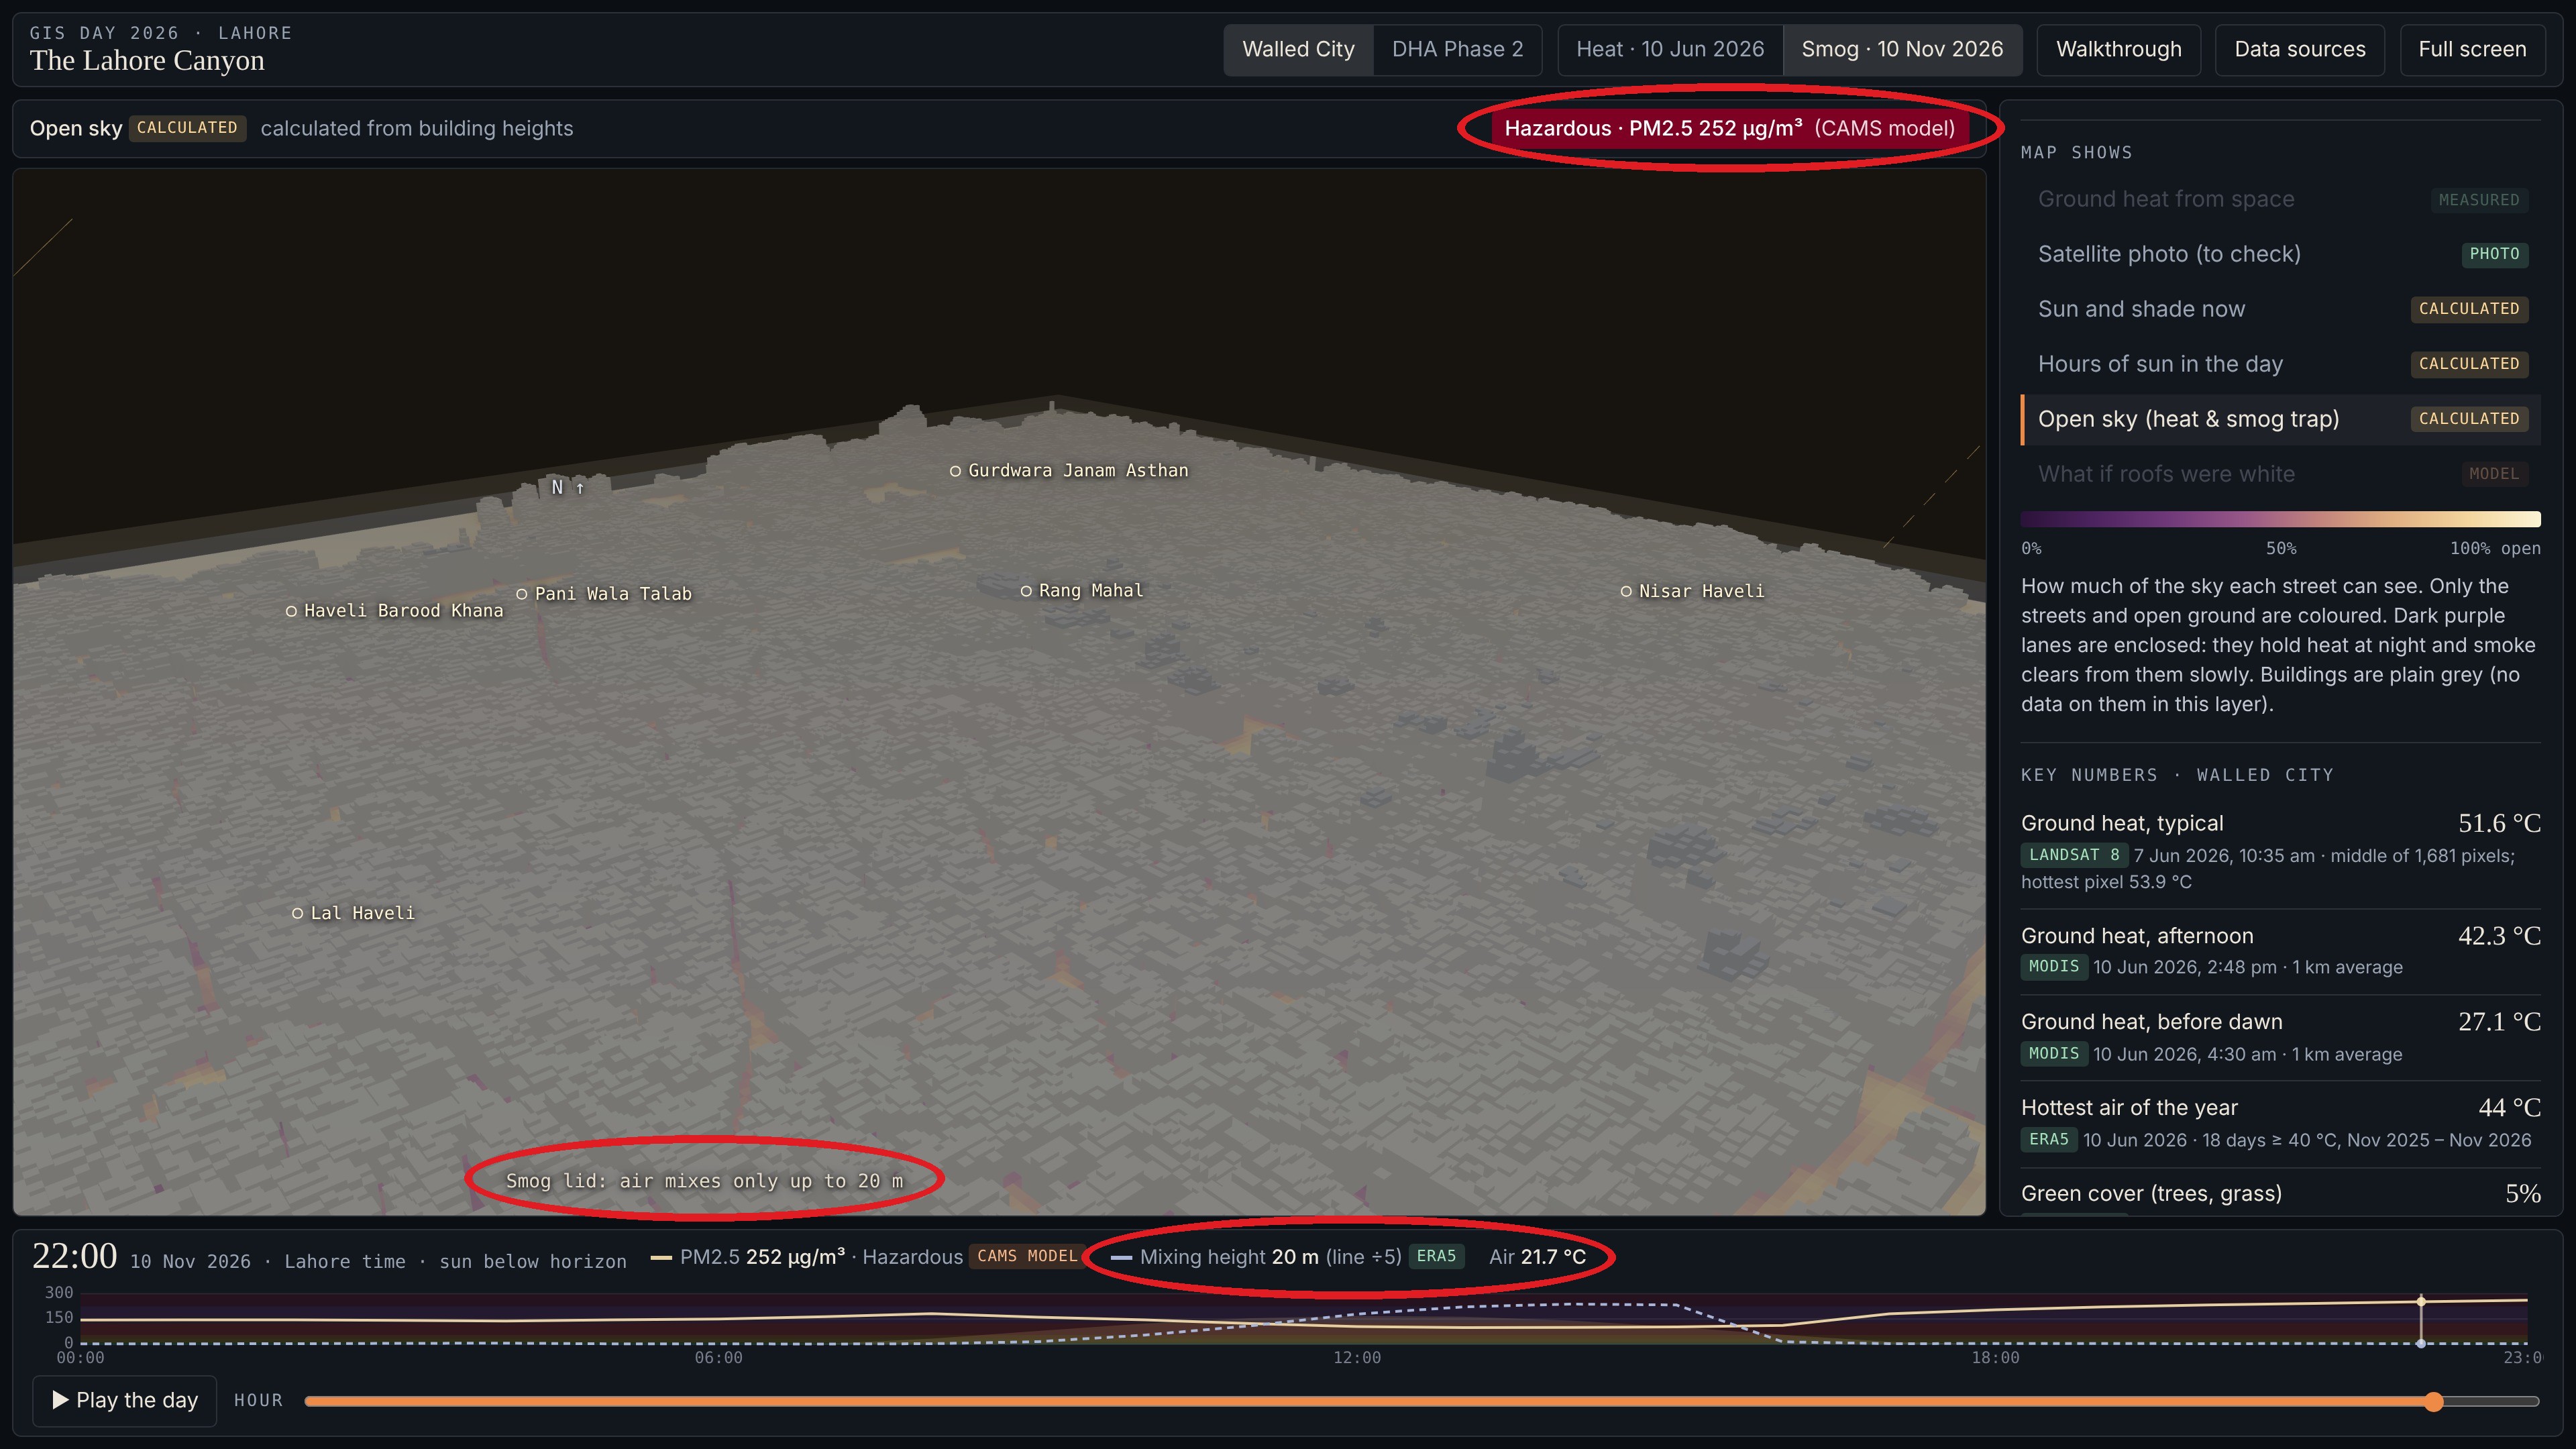 GIS DAY 2026 · LAHORE
The Lahore Canyon
Walled City
DHA Phase 2
Heat · 10 Jun 2026
Smog · 10 Nov 2026
Walkthrough
Data sources
Full screen
Open sky CALCULATED calculated from building heights
Hazardous · PM2.5 252 µg/m³ (CAMS model)
N ↑
Gurdwara Janam Asthan
Haveli Barood Khana
Pani Wala Talab
Rang Mahal
Nisar Haveli
Lal Haveli
Smog lid: air mixes only up to 20 m
MAP SHOWS
Ground heat from space MEASURED
Satellite photo (to check) PHOTO
Sun and shade now CALCULATED
Hours of sun in the day CALCULATED
Open sky (heat & smog trap) CALCULATED
What if roofs were white MODEL
0% 50% 100% open
How much of the sky each street can see. Only the
streets and open ground are coloured. Dark purple
lanes are enclosed: they hold heat at night and smoke
clears from them slowly. Buildings are plain grey (no
data on them in this layer).
KEY NUMBERS · WALLED CITY
Ground heat, typical 51.6 °C
LANDSAT 8 7 Jun 2026, 10:35 am · middle of 1,681 pixels;
hottest pixel 53.9 °C
Ground heat, afternoon 42.3 °C
MODIS 10 Jun 2026, 2:48 pm · 1 km average
Ground heat, before dawn 27.1 °C
MODIS 10 Jun 2026, 4:30 am · 1 km average
Hottest air of the year 44 °C
ERA5 10 Jun 2026 · 18 days ≥ 40 °C, Nov 2025 – Nov 2026
Green cover (trees, grass) 5%
22:00 10 Nov 2026 · Lahore time · sun below horizon
PM2.5 252 µg/m³ · Hazardous CAMS MODEL
Mixing height 20 m (line ÷5) ERA5 Air 21.7 °C
300
150
0
00:00 06:00 12:00 18:00 23:0
▶ Play the day
HOUR